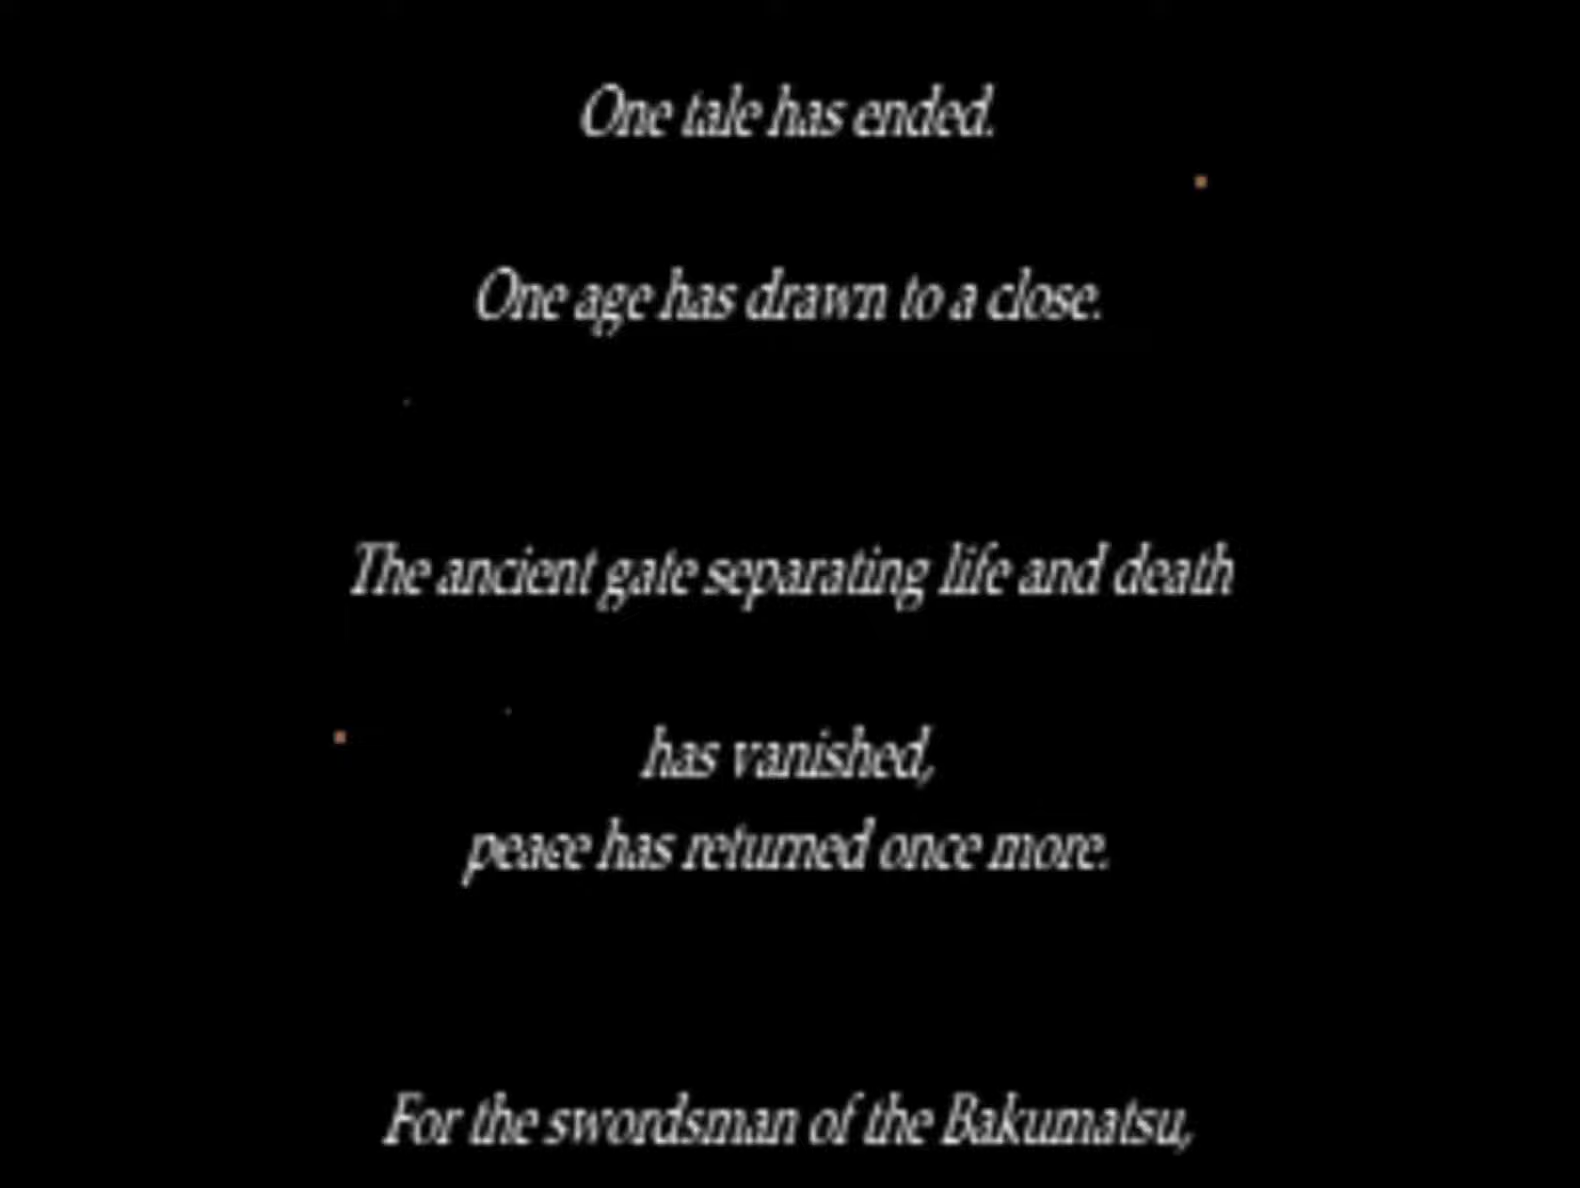 One tale has ended.
One age has drawn to a close.
The ancient gate separating life and death
has vanished,
peace has returned once more.
For the swordsman of the Bakumatsu,